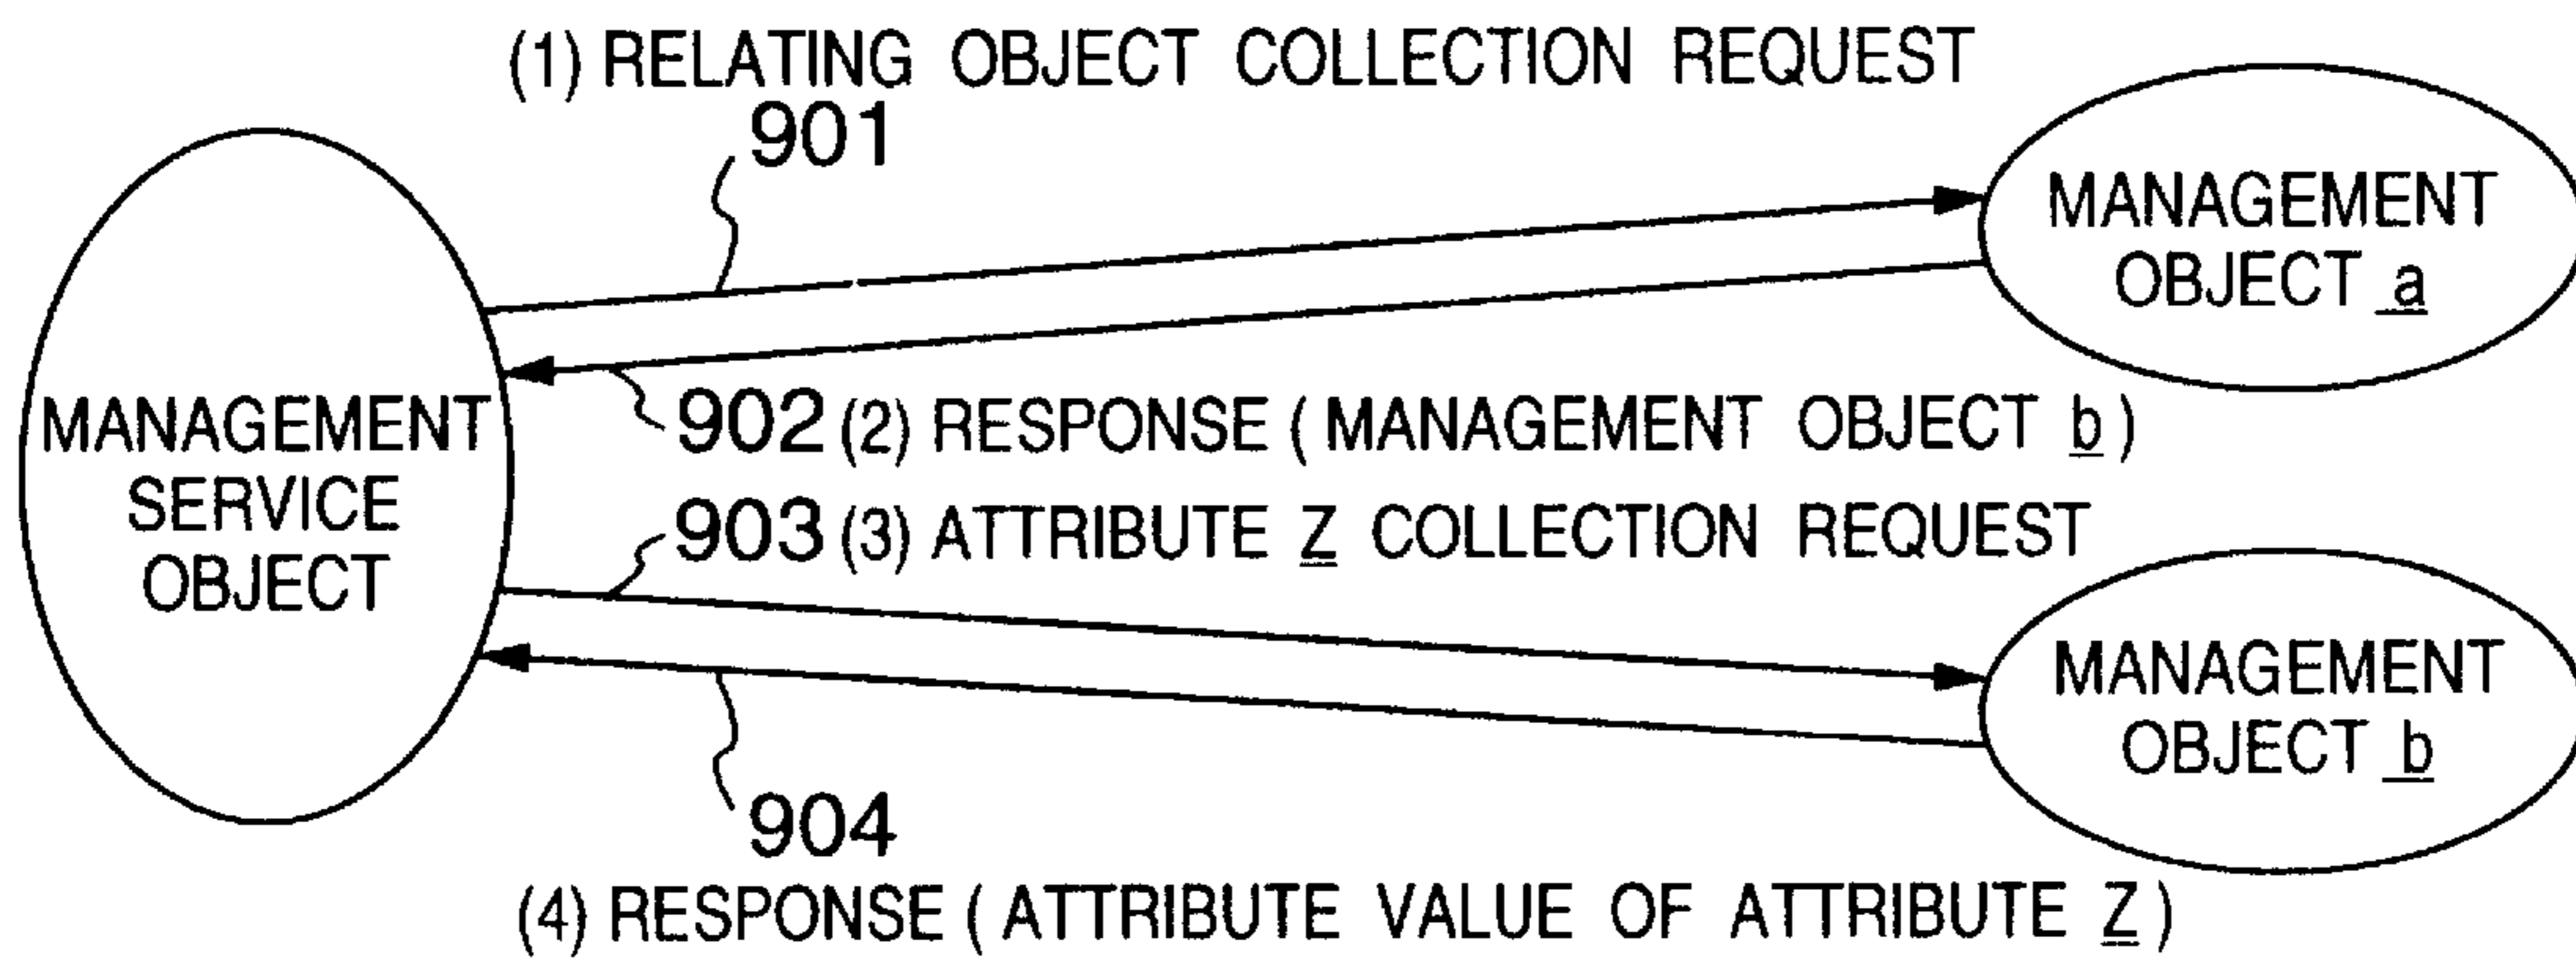 (1) RELATING OBJECT COLLECTION REQUEST
901
MANAGEMENT
OBJECT a
902 (2) RESPONSE ( MANAGEMENT OBJECT b )
MANAGEMENT
SERVICE
OBJECT
903 (3) ATTRIBUTE Z COLLECTION REQUEST
MANAGEMENT
OBJECT b
904
(4) RESPONSE ( ATTRIBUTE VALUE OF ATTRIBUTE Z )